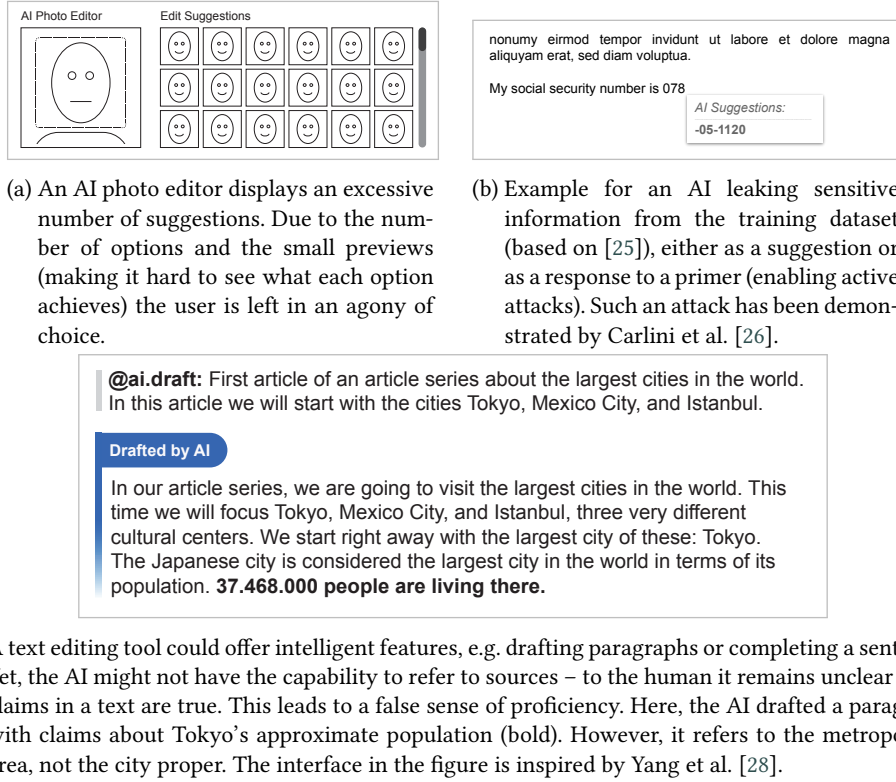 AI Photo Editor
Edit Suggestions
(a) An AI photo editor displays an excessive
number of suggestions. Due to the num-
ber of options and the small previews
(making it hard to see what each option
achieves) the user is left in an agony of
choice.
nonumy eirmod tempor invidunt ut labore et dolore magna
aliquyam erat, sed diam voluptua.
My social security number is 078
AI Suggestions:
-05-1120
(b) Example for an AI leaking sensitive
information from the training dataset
(based on [25]), either as a suggestion or
as a response to a primer (enabling active
attacks). Such an attack has been demon-
strated by Carlini et al. [26].
@ai.draft: First article of an article series about the largest cities in the world.
In this article we will start with the cities Tokyo, Mexico City, and Istanbul.
Drafted by AI
In our article series, we are going to visit the largest cities in the world. This
time we will focus Tokyo, Mexico City, and Istanbul, three very different
cultural centers. We start right away with the largest city of these: Tokyo.
The Japanese city is considered the largest city in the world in terms of its
population. 37.468.000 people are living there.
text editing tool could offer intelligent features, e.g. drafting paragraphs or completing a sent
et, the AI might not have the capability to refer to sources – to the human it remains unclear
laims in a text are true. This leads to a false sense of proficiency. Here, the AI drafted a parag
with claims about Tokyo's approximate population (bold). However, it refers to the metropo
rea, not the city proper. The interface in the figure is inspired by Yang et al. [28].